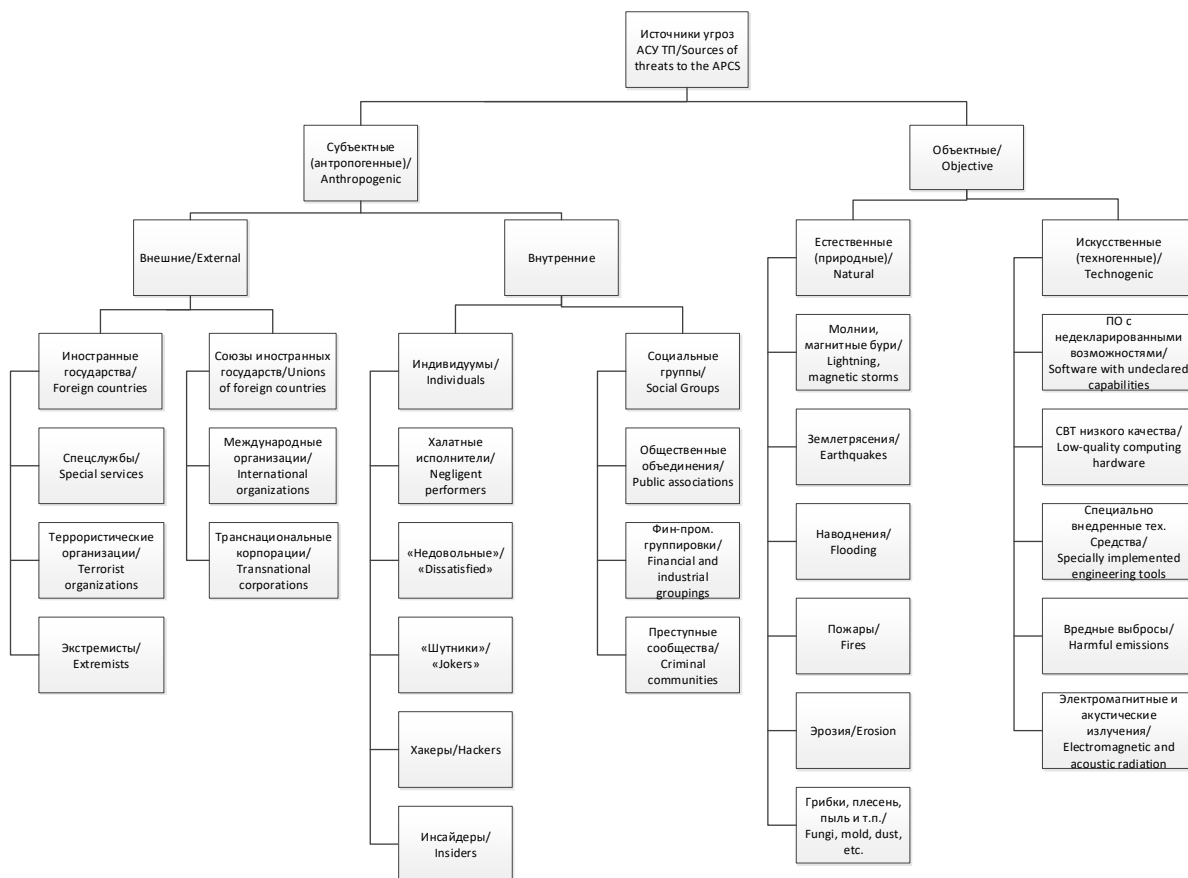 Источники угроз
АСУ ТП/Sources of
threats to the APCS
Субъектные
(антропогенные)/
Anthropogenic
Объектные/
Objective
Внешние/External
Внутренние
Естественные
(природные)/
Natural
Искусственные
(техногенные)/
Technogenic
Иностранные
государства/
Foreign countries
Спецслужбы/
Special services
Террористические
организации/
Terrorist
organizations
Экстремисты/
Extremists
Союзы иностранных
государств/Unions
of foreign countries
Международные
организации/
International
organizations
Транснациональные
корпорации/
Transnational
corporations
Индивидуумы/
Individuals
Халатные
исполнители/
Negligent
performers
«Недовольные»/
«Dissatisfied»
«Шутники»/
«Jokers»
Хакеры/Hackers
Инсайдеры/
Insiders
Социальные
группы/
Social Groups
Общественные
объединения/
Public associations
Фин-пром.
группировки/
Financial and
industrial
groupings
Преступные
сообщества/
Criminal
communities
Молнии,
магнитные бури/
Lightning,
magnetic storms
Землетрясения/
Earthquakes
Наводнения/
Flooding
Пожары/
Fires
Эрозия/Erosion
Грибки, плесень,
пыль и т.п./
Fungi, mold, dust,
etc.
ПО с
недекларированными
возможностями/
Software with undeclared
capabilities
СВТ низкого качества/
Low-quality computing
hardware
Специально
внедренные тех.
Средства/
Specially implemented
engineering tools
Вредные выбросы/
Harmful emissions
Электромагнитные и
акустические
излучения/
Electromagnetic and
acoustic radiation